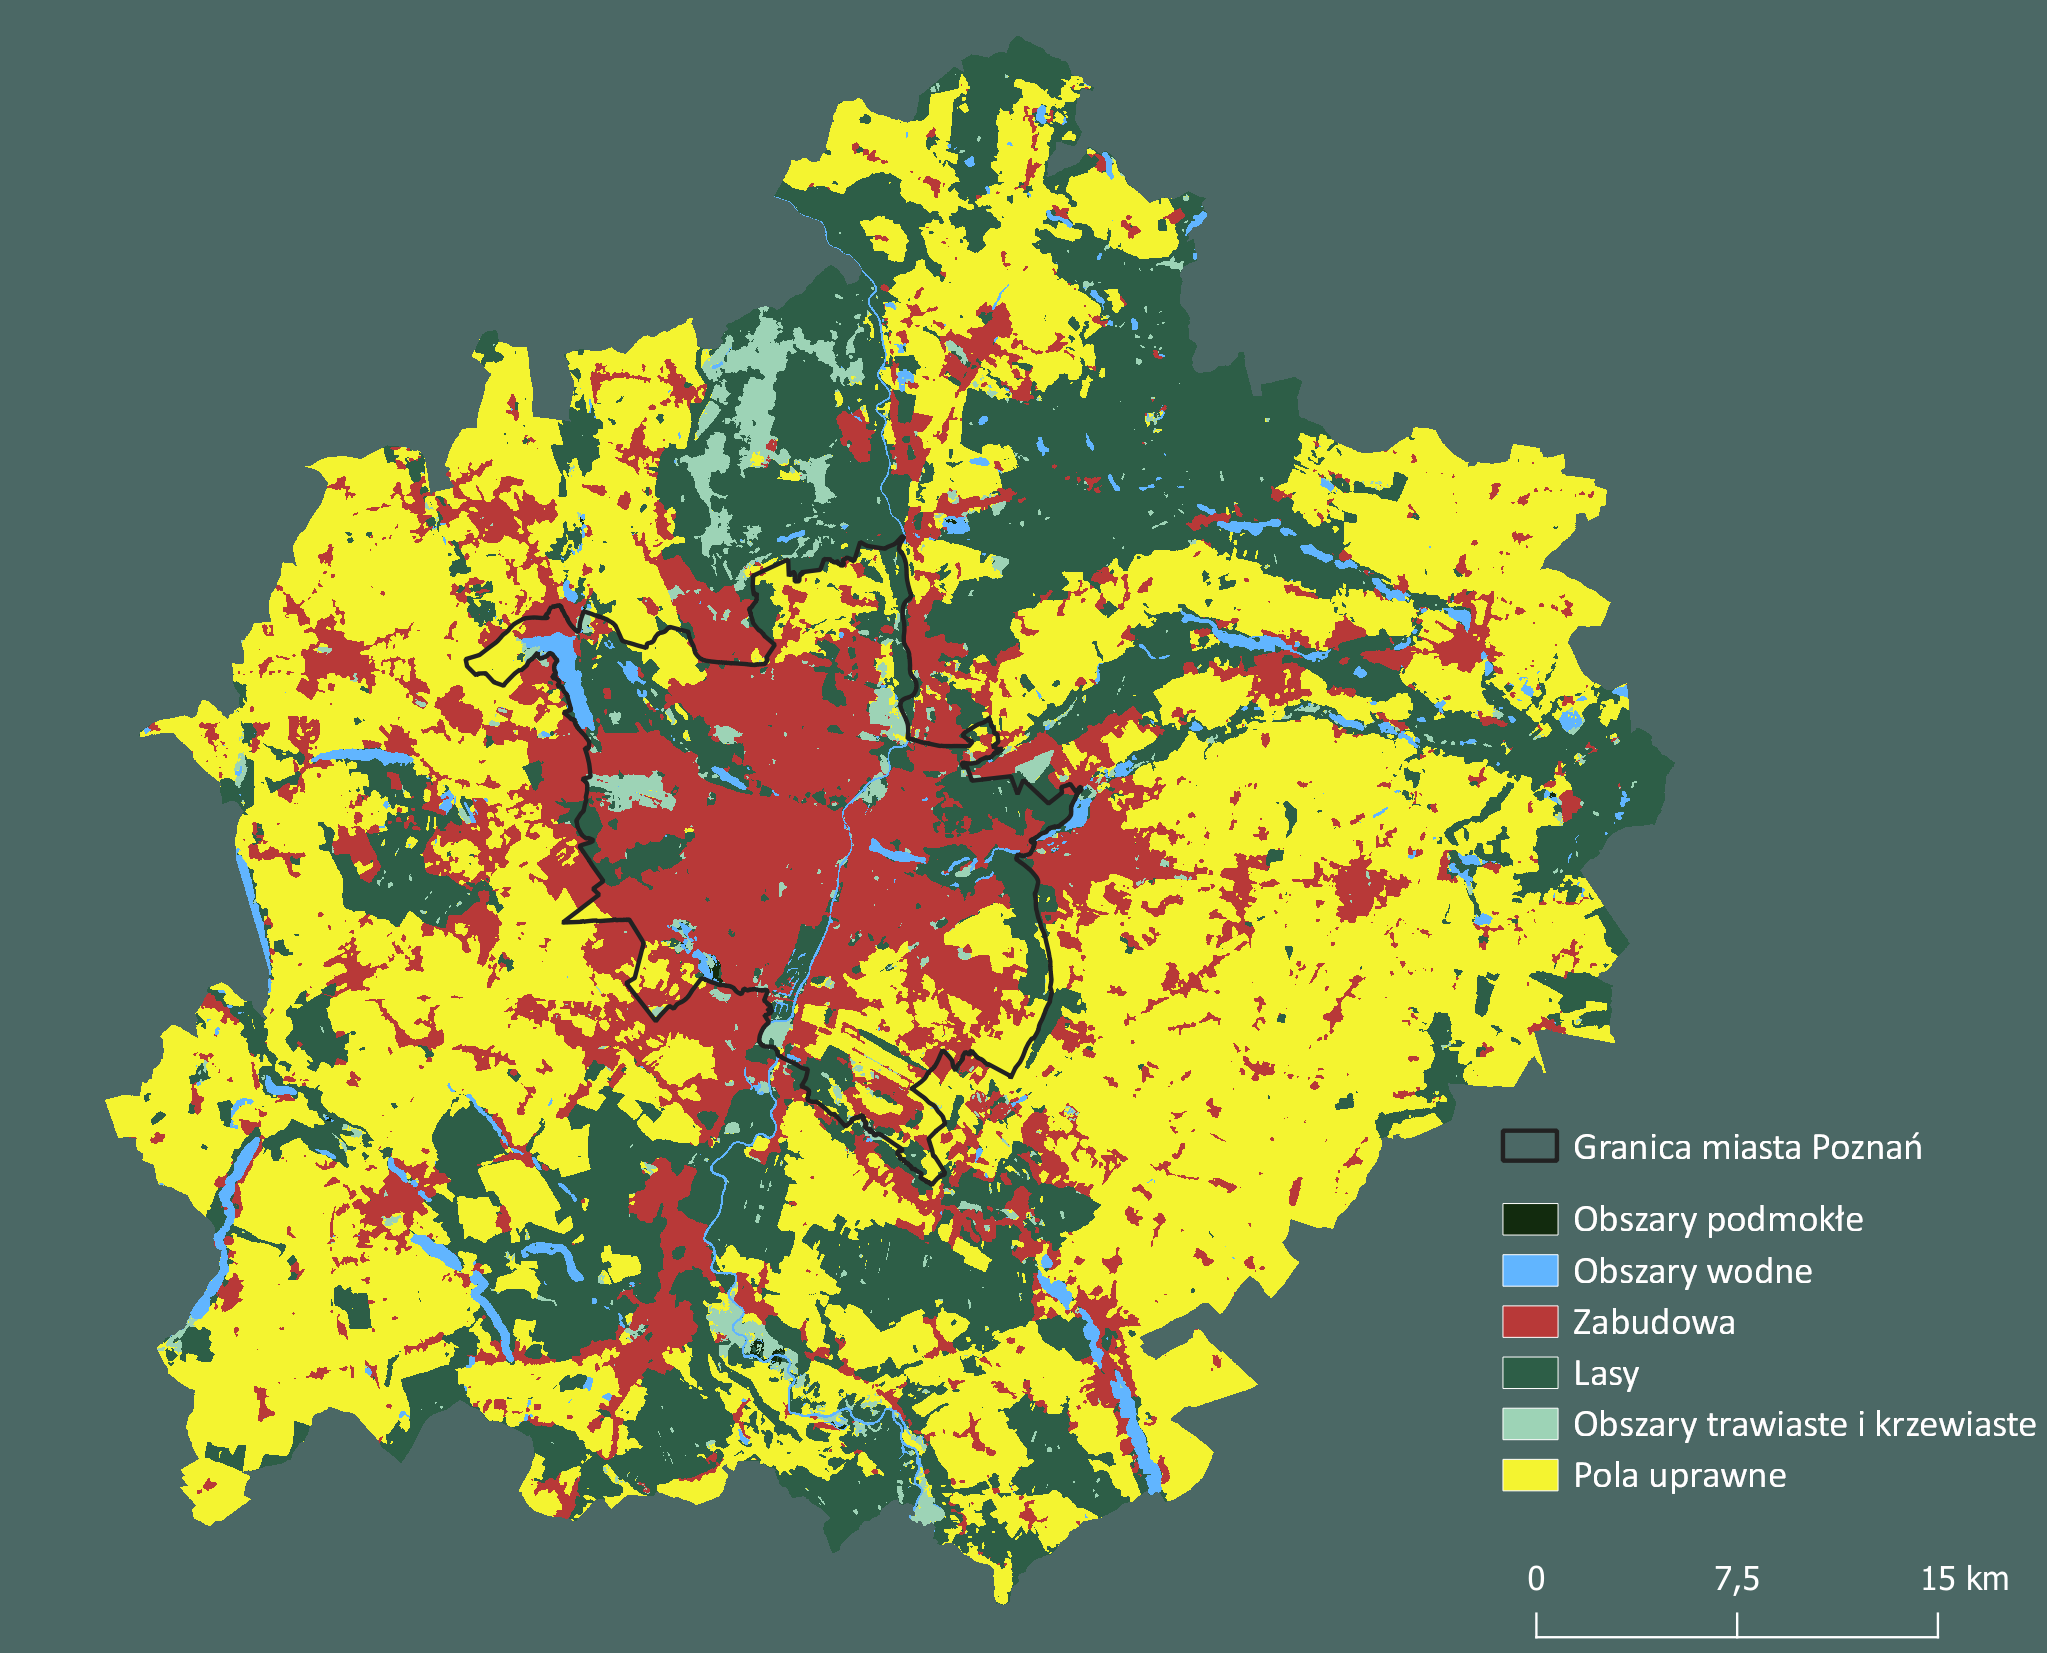 Granica miasta Poznań
Obszary podmokłe
Obszary wodne
Zabudowa
Lasy
Obszary trawiaste i krzewiaste
Pola uprawne
0 7,5 15 km